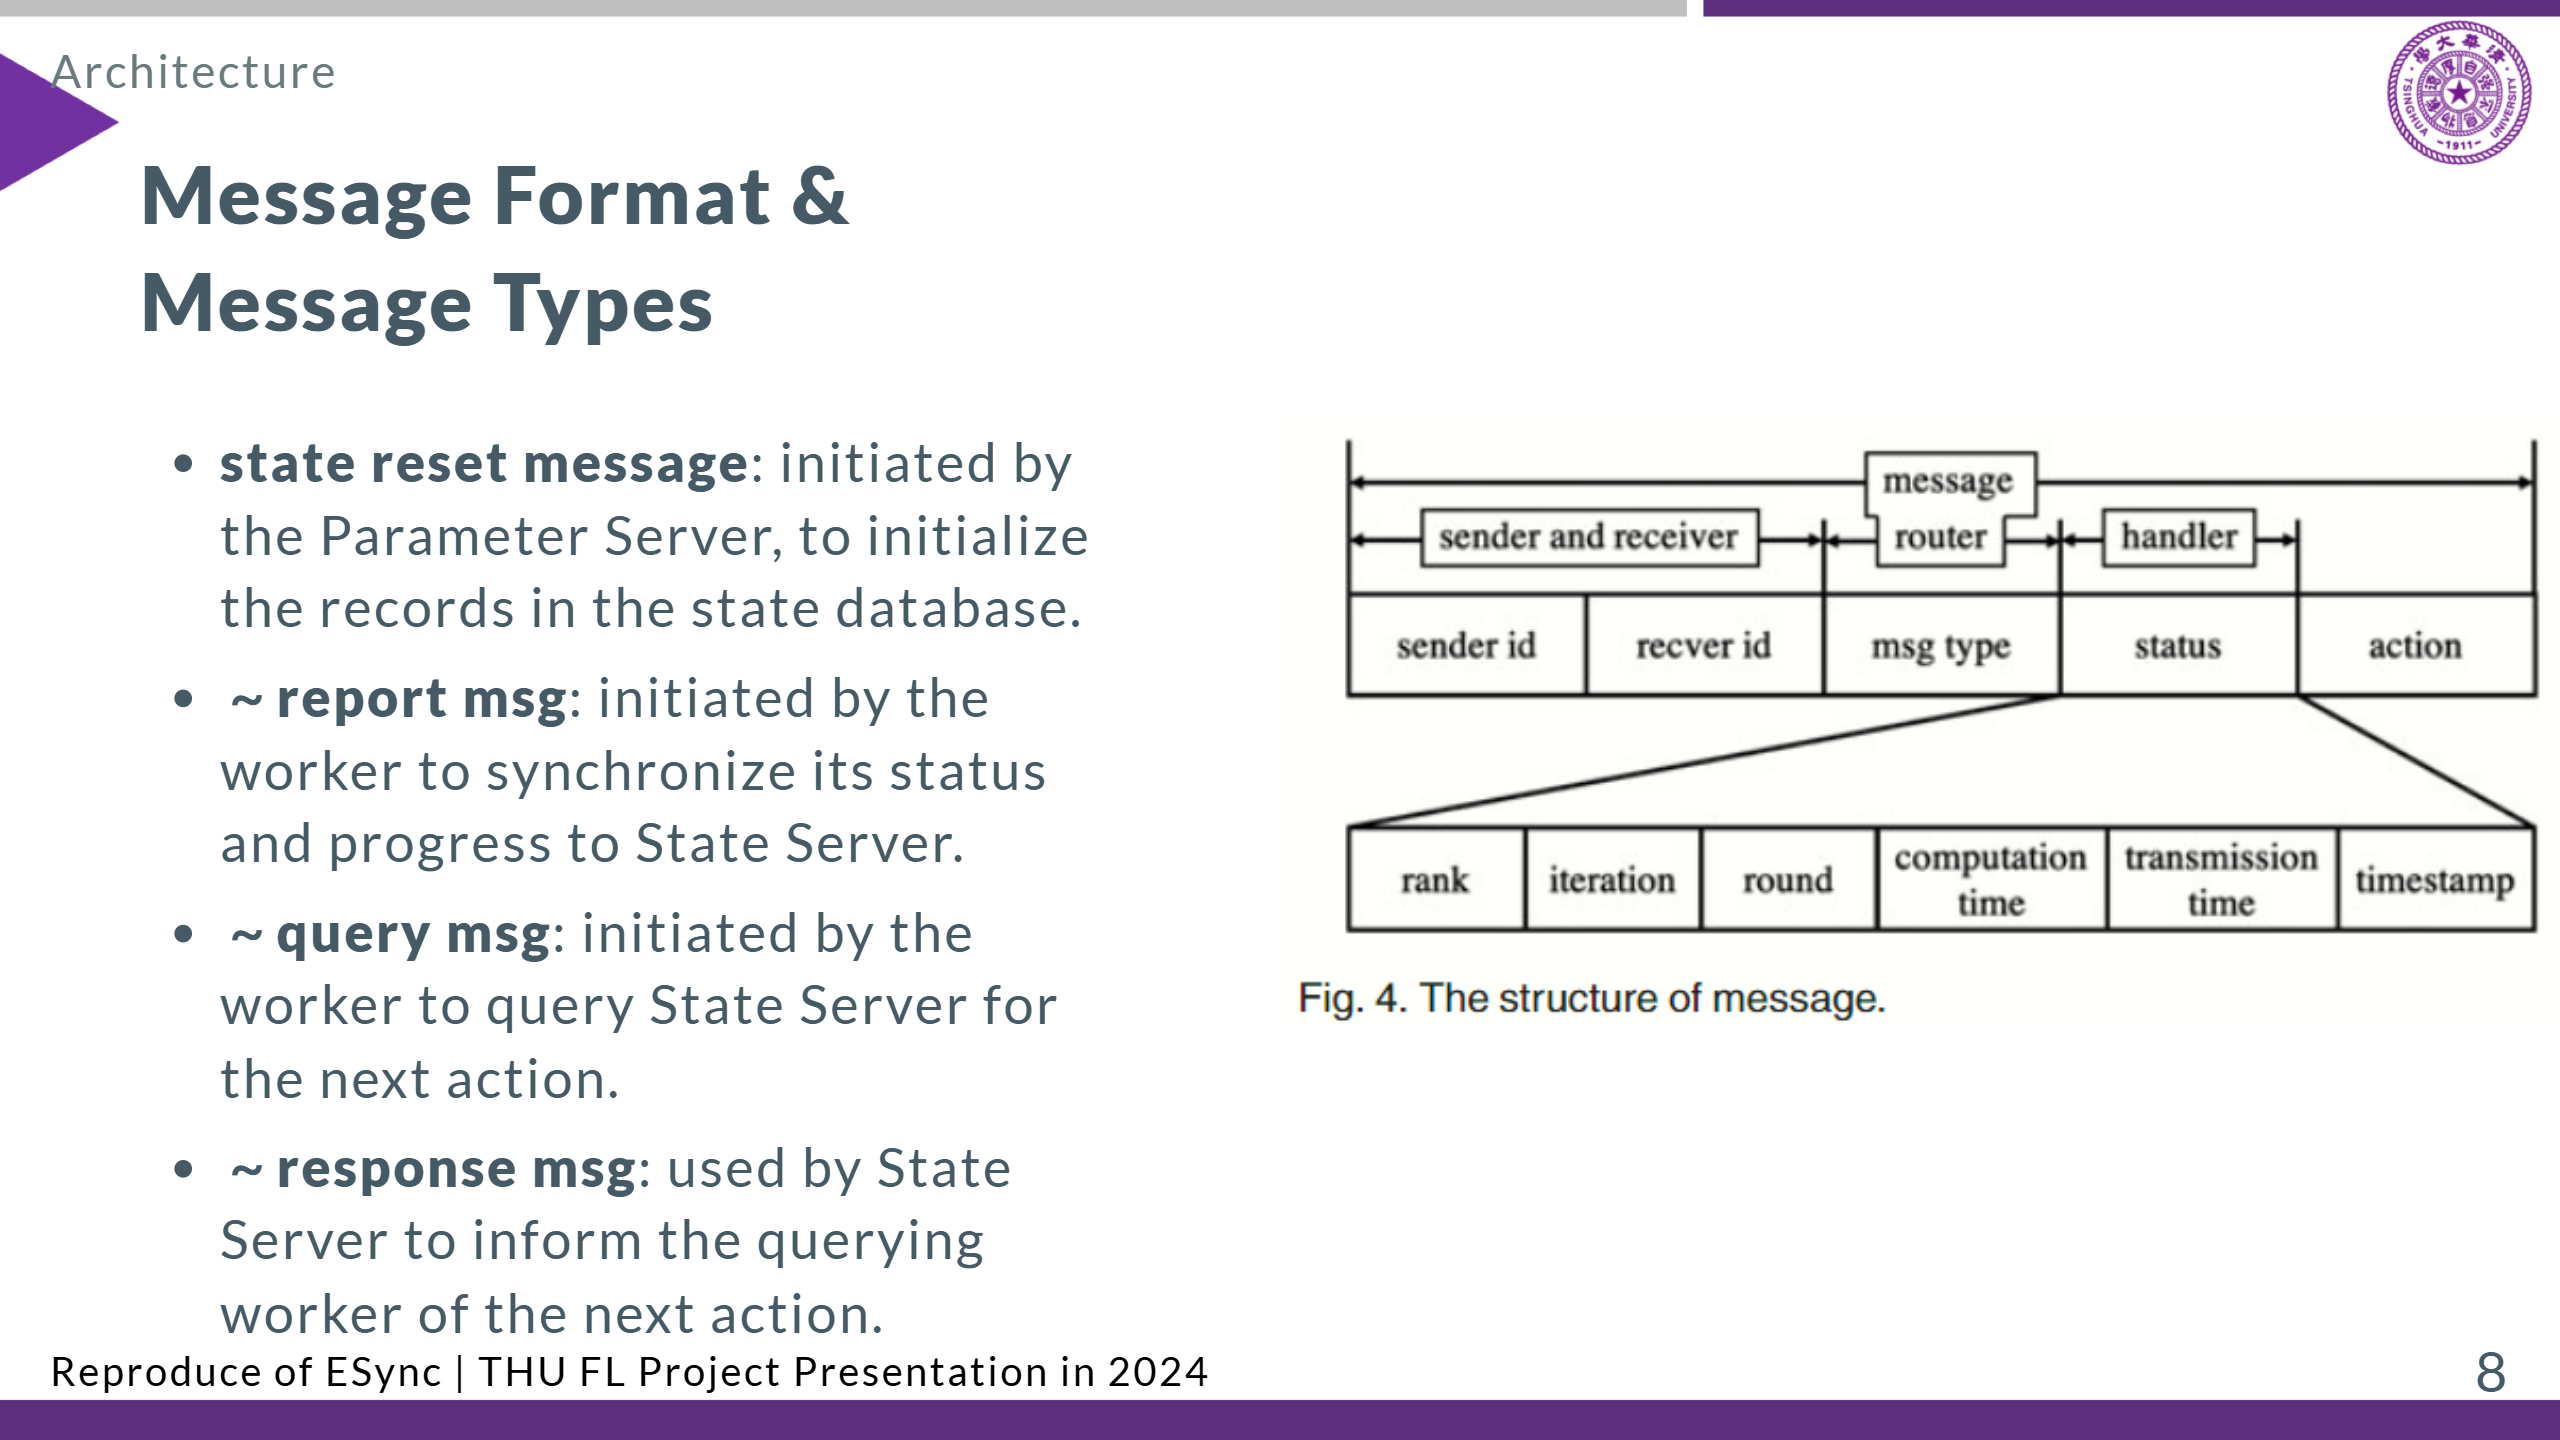 Architecture
Message Format &
Message Types
• state reset message: initiated by
the Parameter Server, to initialize
the records in the state database.
• ~ report msg: initiated by the
worker to synchronize its status
and progress to State Server.
• ~ query msg: initiated by the
worker to query State Server for
the next action.
• ~ response msg: used by State
Server to inform the querying
worker of the next action.
message
sender and receiver router handler
sender id recver id msg type status action
rank iteration round computation time transmission time timestamp
Fig. 4. The structure of message.
Reproduce of ESync | THU FL Project Presentation in 2024
8
TSINGHUA UNIVERSITY
-1911-